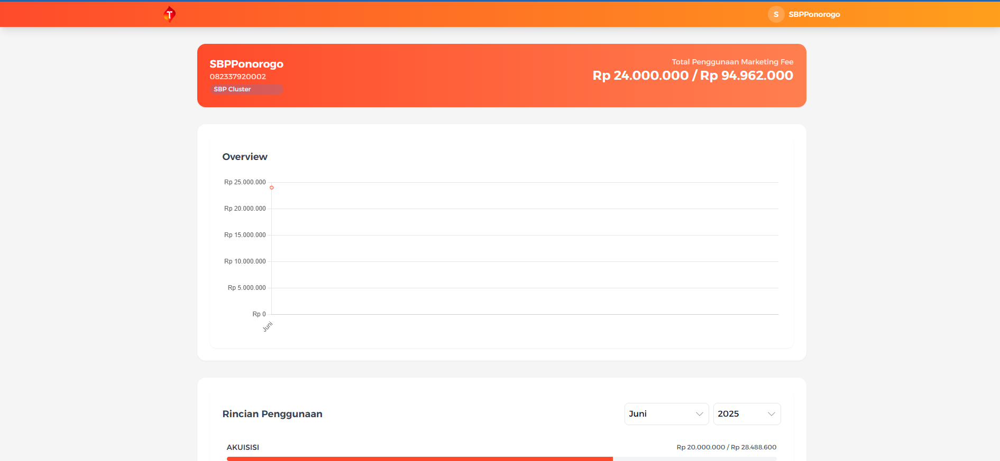 T
S SBPPonorogo
SBPPonorogo
082337920002
SBP Cluster
Total Penggunaan Marketing Fee
Rp 24.000.000 / Rp 94.962.000
Overview
Rp 25.000.000
Rp 20.000.000
Rp 15.000.000
Rp 10.000.000
Rp 5.000.000
Rp 0
Juni
Rincian Penggunaan
Juni
2025
AKUISISI
Rp 20.000.000 / Rp 28.488.600